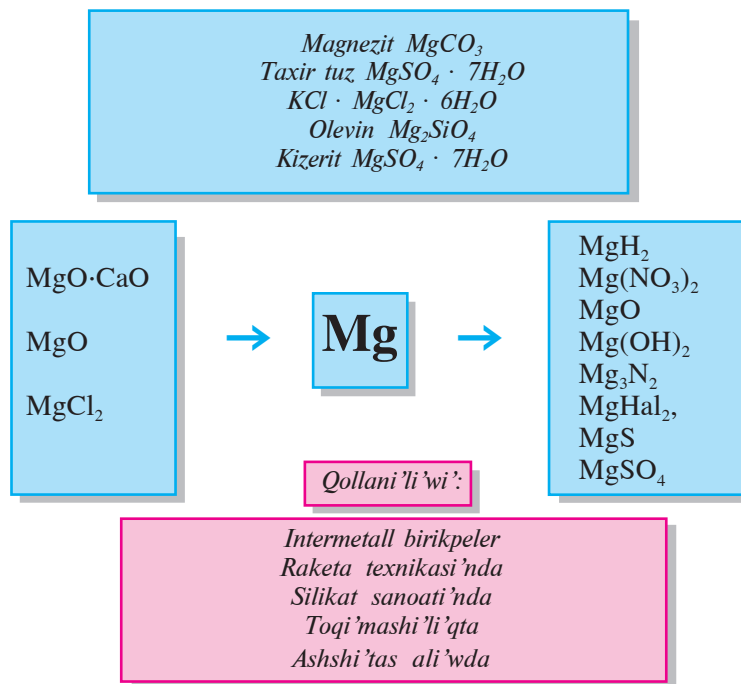 Magnezit MgCO₃
Taxir tuz MgSO₄ · 7H₂O
KCl · MgCl₂ · 6H₂O
Olevin Mg₂SiO₄
Kizerit MgSO₄ · 7H₂O
MgO·CaO
MgO
MgCl₂
→
Mg
→
MgH₂
Mg(NO₃)₂
MgO
Mg(OH)₂
Mg₃N₂
MgHal₂,
MgS
MgSO₄
Qollani’li’wi’:
Intermetall birikpeler
Raketa texnikasi’nda
Silikat sanoati’nda
Toqi’mashi’li’qta
Ashshi’tas ali’wda